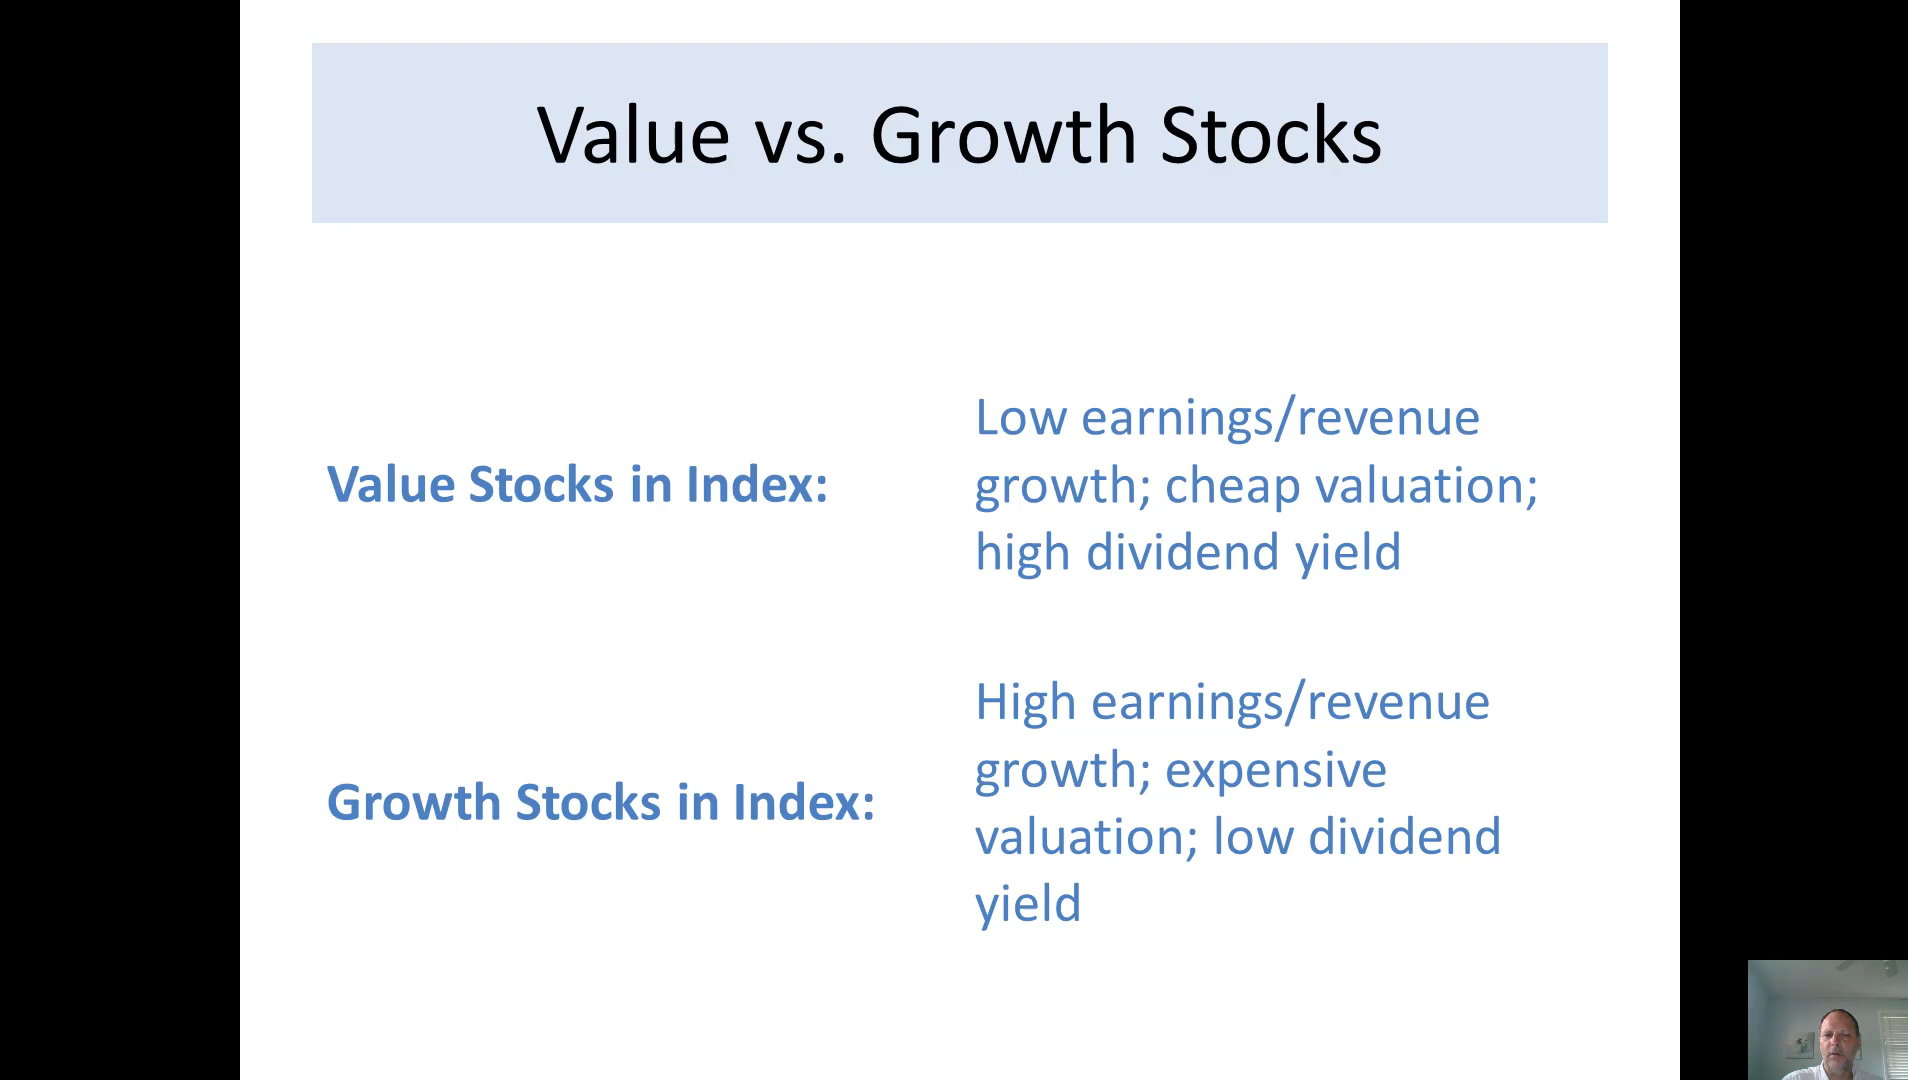 Value vs. Growth Stocks
Value Stocks in Index:
Low earnings/revenue
growth; cheap valuation;
high dividend yield
Growth Stocks in Index:
High earnings/revenue
growth; expensive
valuation; low dividend
yield